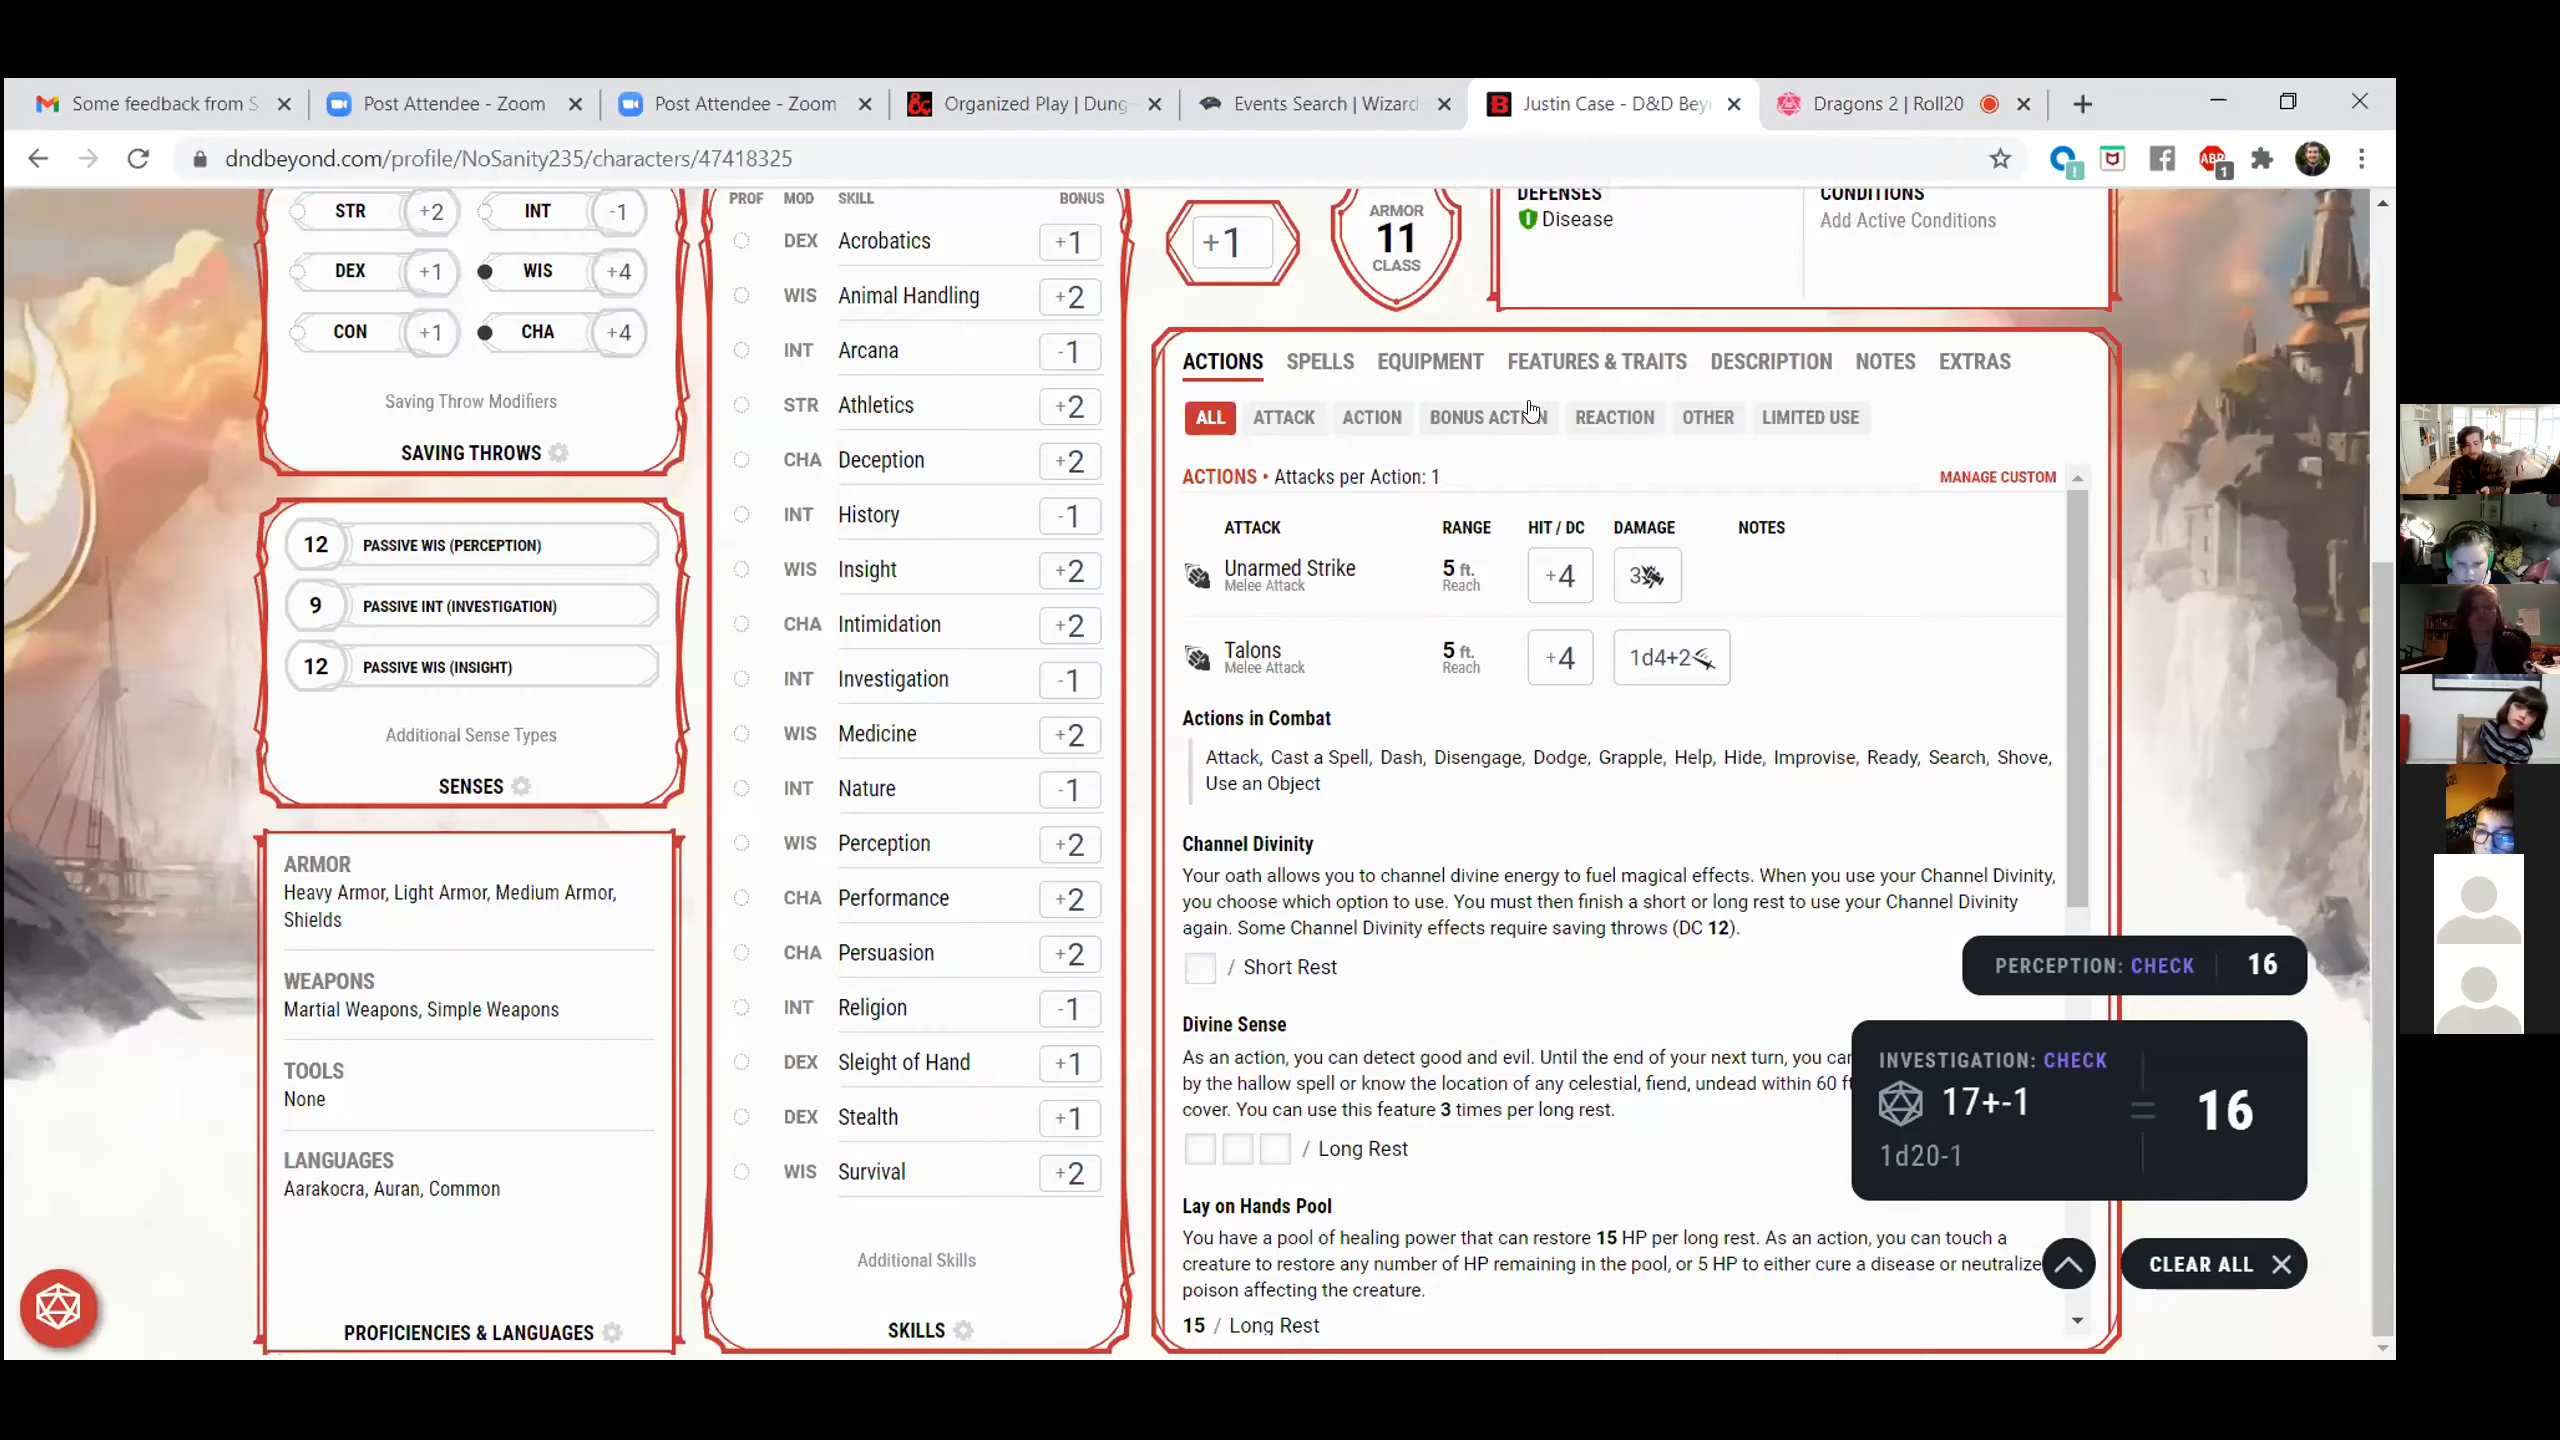 Some feedback from S
Post Attendee - Zoom
Post Attendee - Zoom
Organized Play | Dung
Events Search | Wizard
Justin Case - D&D Bey
Dragons 2 | Roll20
dndbeyond.com/profile/NoSanity235/characters/47418325
ABP
1
STR +2 INT -1
DEX +1 WIS +4
CON +1 CHA +4
Saving Throw Modifiers
SAVING THROWS
12 PASSIVE WIS (PERCEPTION)
9 PASSIVE INT (INVESTIGATION)
12 PASSIVE WIS (INSIGHT)
Additional Sense Types
SENSES
ARMOR
Heavy Armor, Light Armor, Medium Armor,
Shields
WEAPONS
Martial Weapons, Simple Weapons
TOOLS
None
LANGUAGES
Aarakocra, Auran, Common
PROFICIENCIES & LANGUAGES
PROF MOD SKILL BONUS
DEX Acrobatics +1
WIS Animal Handling +2
INT Arcana -1
STR Athletics +2
CHA Deception +2
INT History -1
WIS Insight +2
CHA Intimidation +2
INT Investigation -1
WIS Medicine +2
INT Nature -1
WIS Perception +2
CHA Performance +2
CHA Persuasion +2
INT Religion -1
DEX Sleight of Hand +1
DEX Stealth +1
WIS Survival +2
Additional Skills
SKILLS
+1
ARMOR
11
CLASS
DEFENSES
Disease
CONDITIONS
Add Active Conditions
ACTIONS SPELLS EQUIPMENT FEATURES & TRAITS DESCRIPTION NOTES EXTRAS
ALL ATTACK ACTION BONUS ACTION REACTION OTHER LIMITED USE
ACTIONS • Attacks per Action: 1 MANAGE CUSTOM
ATTACK RANGE HIT / DC DAMAGE NOTES
Unarmed Strike 5 ft. +4 3
Melee Attack Reach
Talons 5 ft. +4 1d4+2
Melee Attack Reach
Actions in Combat
Attack, Cast a Spell, Dash, Disengage, Dodge, Grapple, Help, Hide, Improvise, Ready, Search, Shove,
Use an Object
Channel Divinity
Your oath allows you to channel divine energy to fuel magical effects. When you use your Channel Divinity,
you choose which option to use. You must then finish a short or long rest to use your Channel Divinity
again. Some Channel Divinity effects require saving throws (DC 12).
/ Short Rest
Divine Sense
As an action, you can detect good and evil. Until the end of your next turn, you can
by the hallow spell or know the location of any celestial, fiend, undead within 60 ft
cover. You can use this feature 3 times per long rest.
/ Long Rest
Lay on Hands Pool
You have a pool of healing power that can restore 15 HP per long rest. As an action, you can touch a
creature to restore any number of HP remaining in the pool, or 5 HP to either cure a disease or neutralize
poison affecting the creature.
15 / Long Rest
PERCEPTION: CHECK 16
INVESTIGATION: CHECK
17+-1 = 16
1d20-1
CLEAR ALL